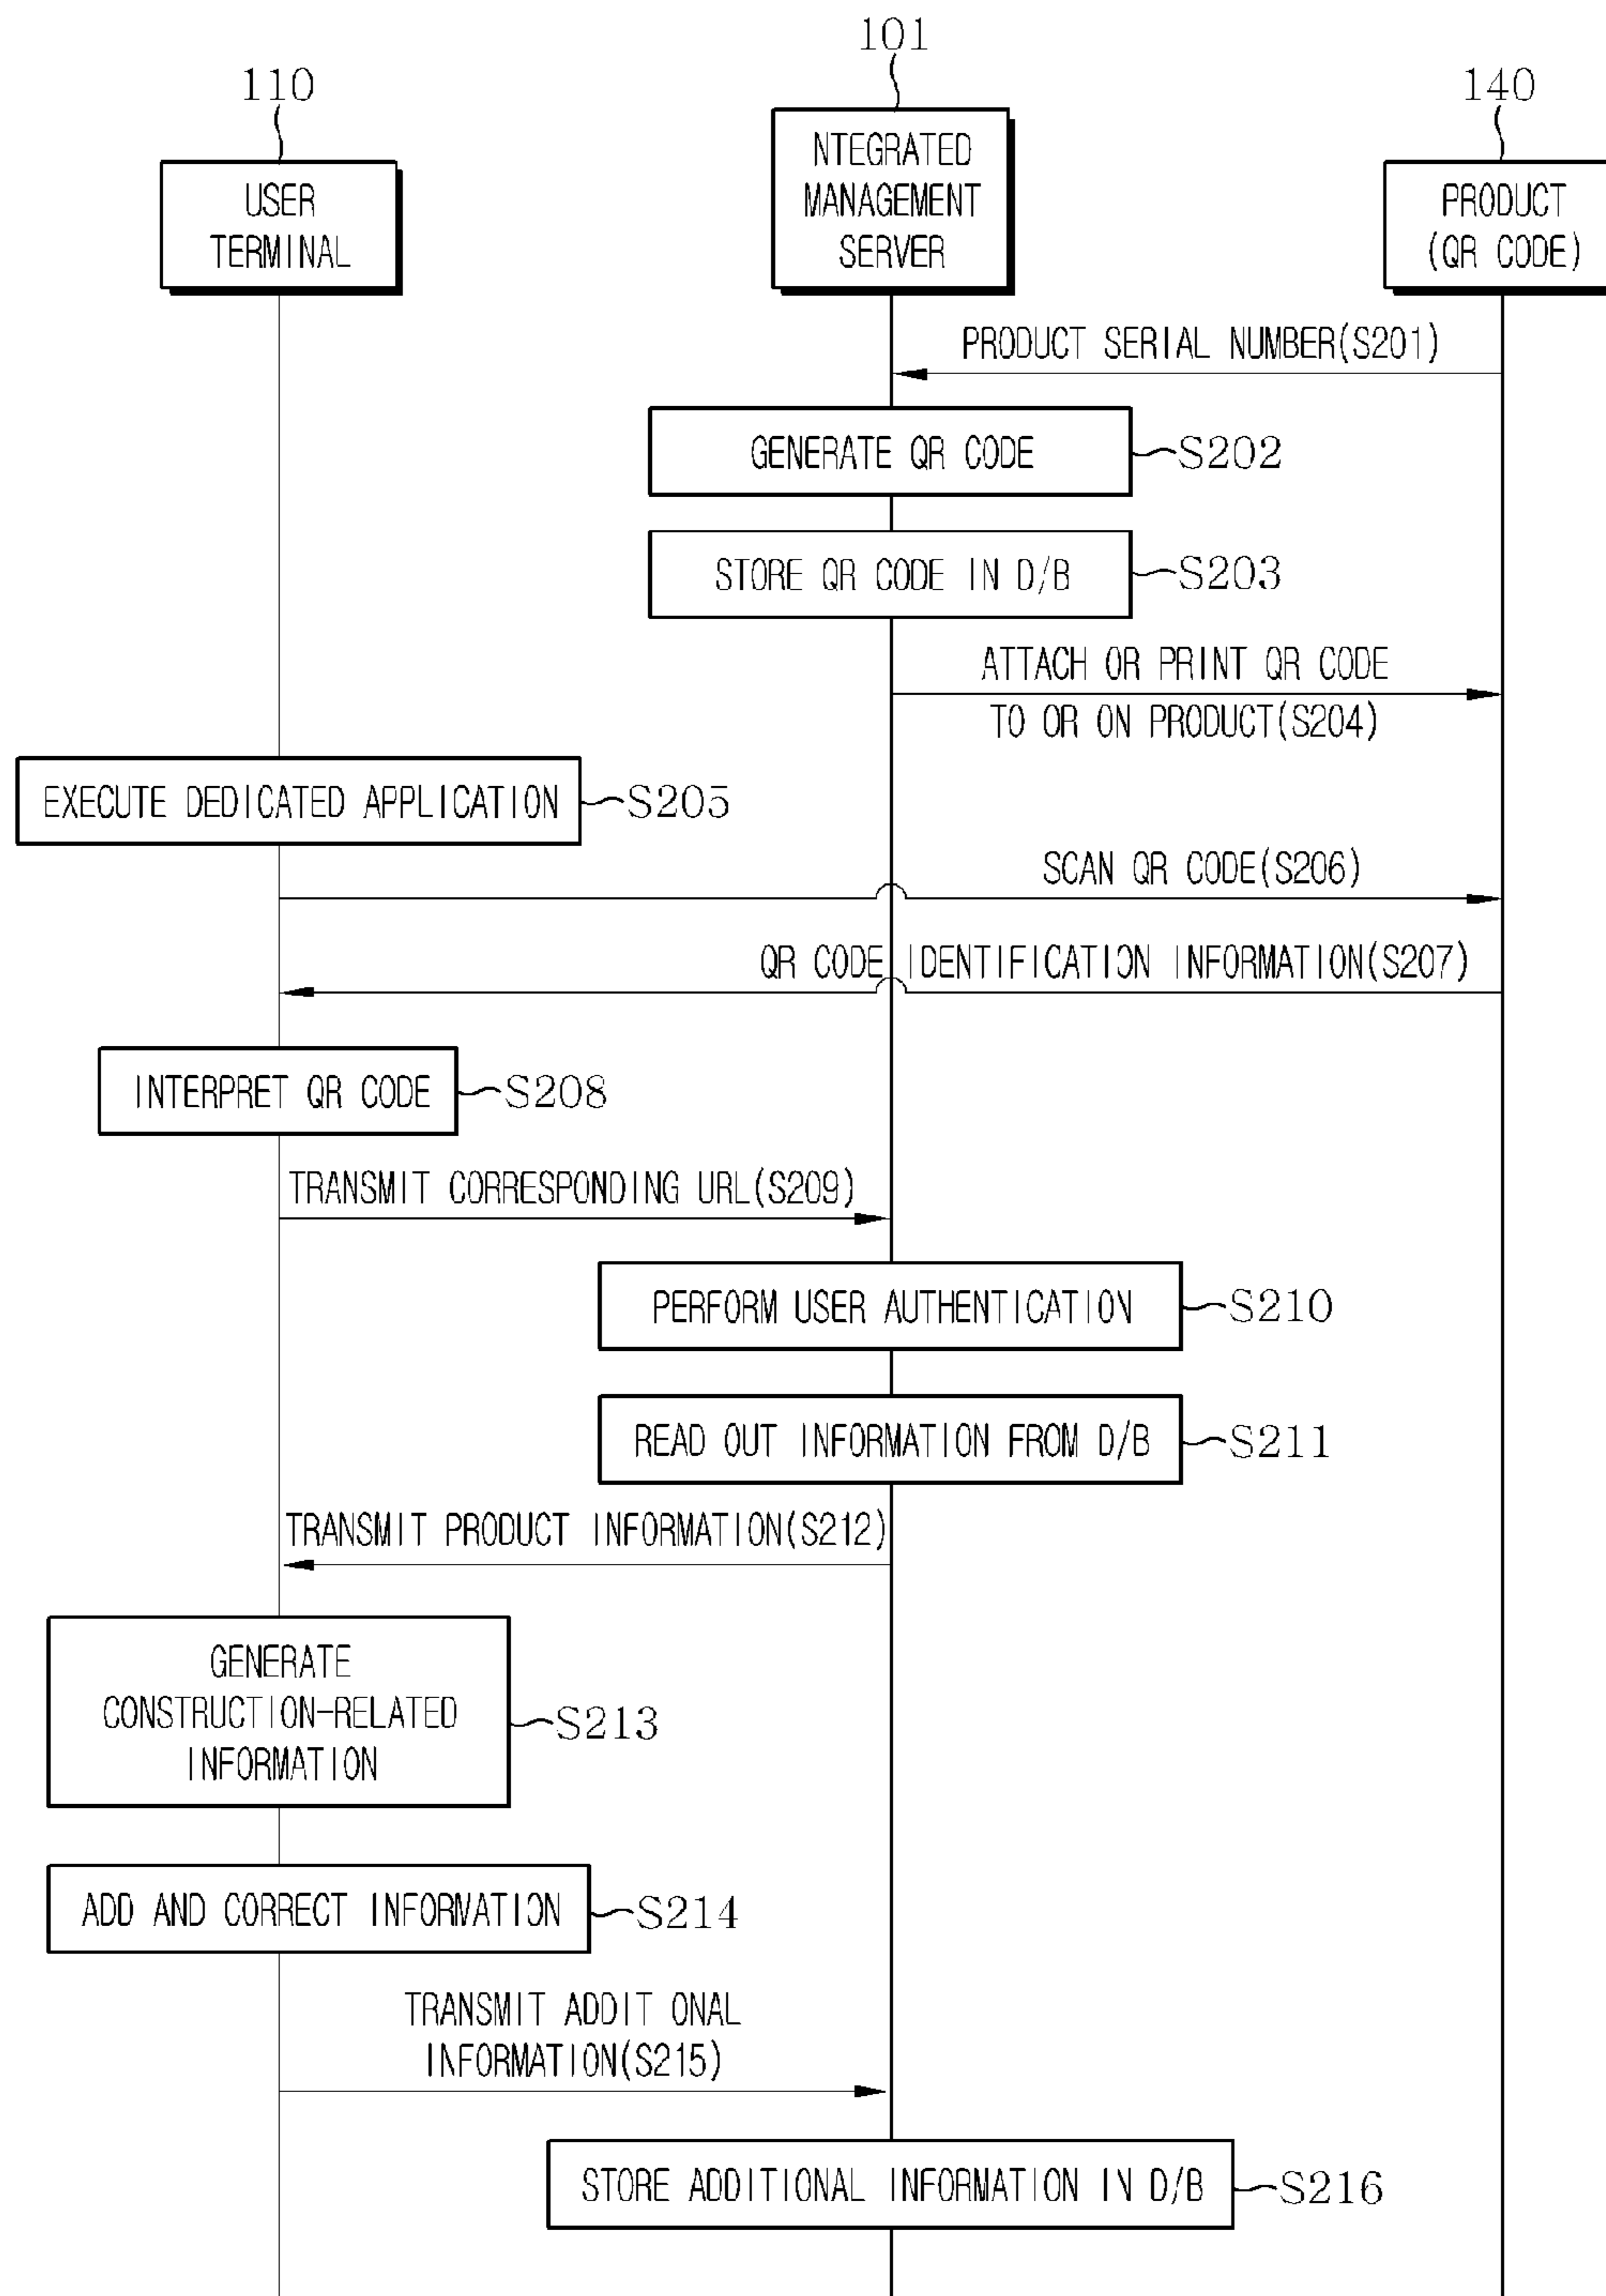 101
110
140
USER
TERMINAL
NTEGRATED
MANAGEMENT
SERVER
PRODUCT
(QR CODE)
PRODUCT SERIAL NUMBER(S201)
GENERATE QR CODE
S202
STORE QR CODE IN D/B
S203
ATTACH OR PRINT QR CODE
TO OR ON PRODUCT(S204)
EXECUTE DEDICATED APPLICATION
S205
SCAN QR CODE(S206)
QR CODE IDENTIFICATION INFORMATION(S207)
INTERPRET QR CODE
S208
TRANSMIT CORRESPONDING URL(S209)
PERFORM USER AUTHENTICATION
S210
READ OUT INFORMATION FROM D/B
S211
TRANSMIT PRODUCT INFORMATION(S212)
GENERATE
CONSTRUCTION-RELATED
INFORMATION
S213
ADD AND CORRECT INFORMATION
S214
TRANSMIT ADDIT ONAL
INFORMATION(S215)
STORE ADDITIONAL INFORMATION IN D/B
S216